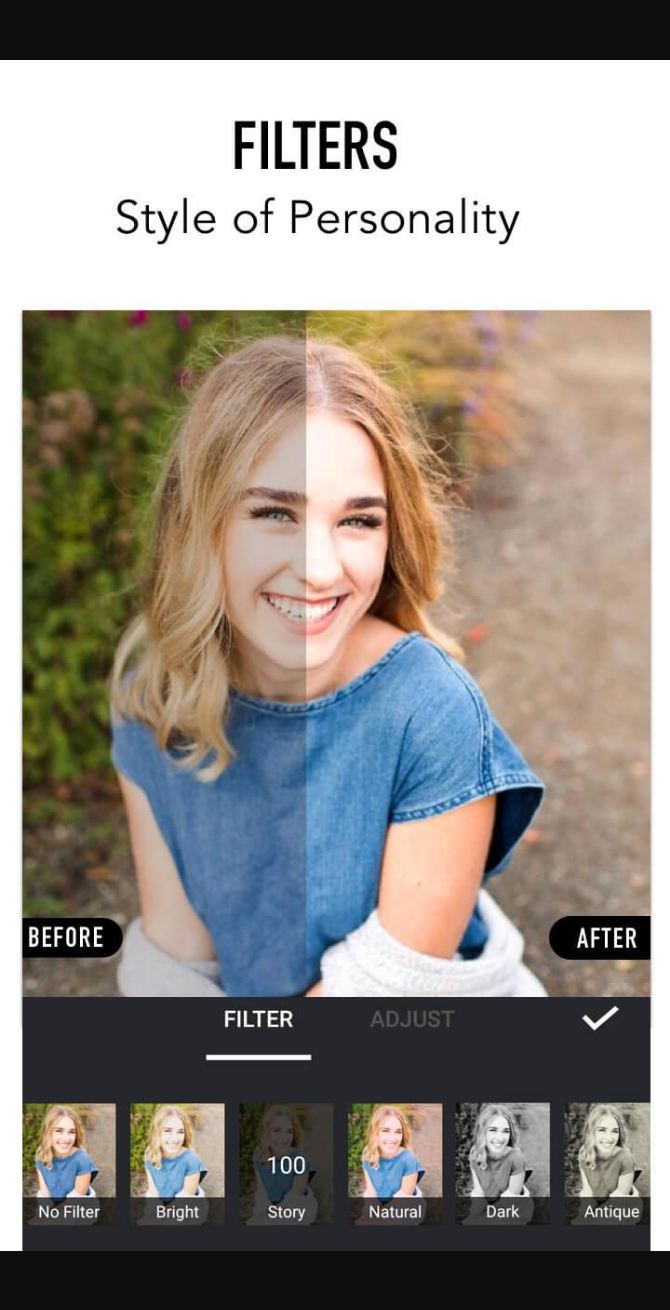 FILTERS
Style of Personality
BEFORE
AFTER
FILTER
ADJUST
100
No Filter
Bright
Story
Natural
Dark
Antique